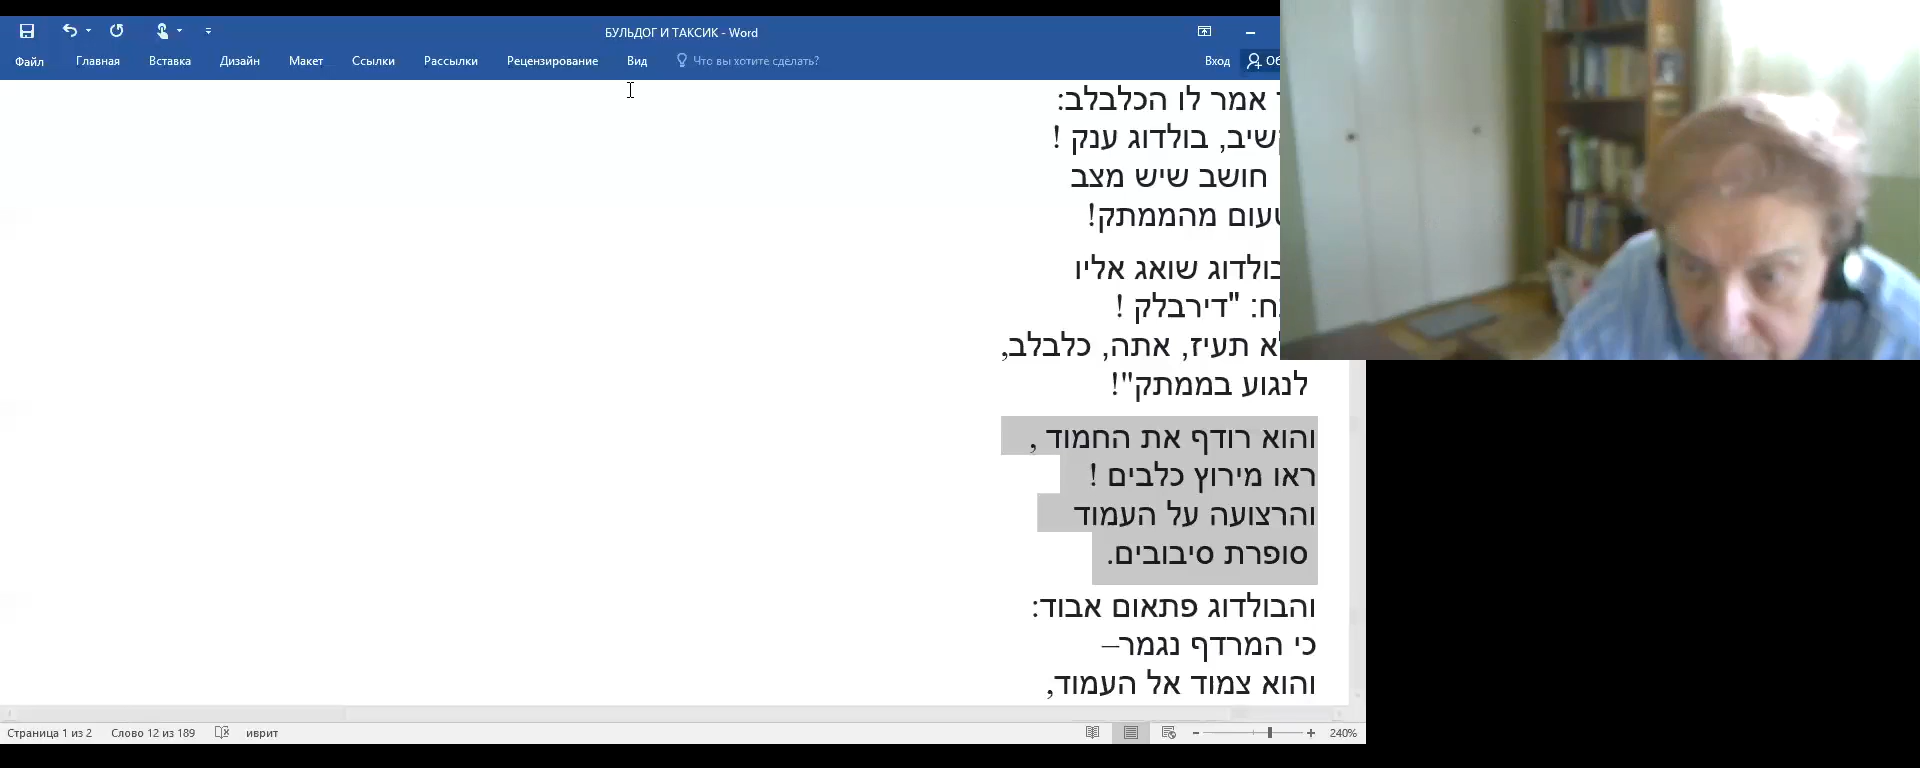 БУЛЬДОГ И ТАКСИК - Word
Файл Главная Вставка Дизайн Макет Ссылки Рассылки Рецензирование Вид Что вы хотите сделать? Вход
אמר לו הכלבלב:
בולדוג ענק !
חושב שיש מצב
מהממתק!
שואג אליו
"דירבלק !
תעיז, אתה, כלבלב,
לנגוע בממתק"!
והוא רודף את החמוד ,
ראו מירוץ כלבים !
והרצועה על העמוד
סופרת סיבובים.
והבולדוג פתאום אבוד:
כי המרדף נגמר–
והוא צמוד אל העמוד,
Страница 1 из 2 Слово 12 из 189 иврит 240%